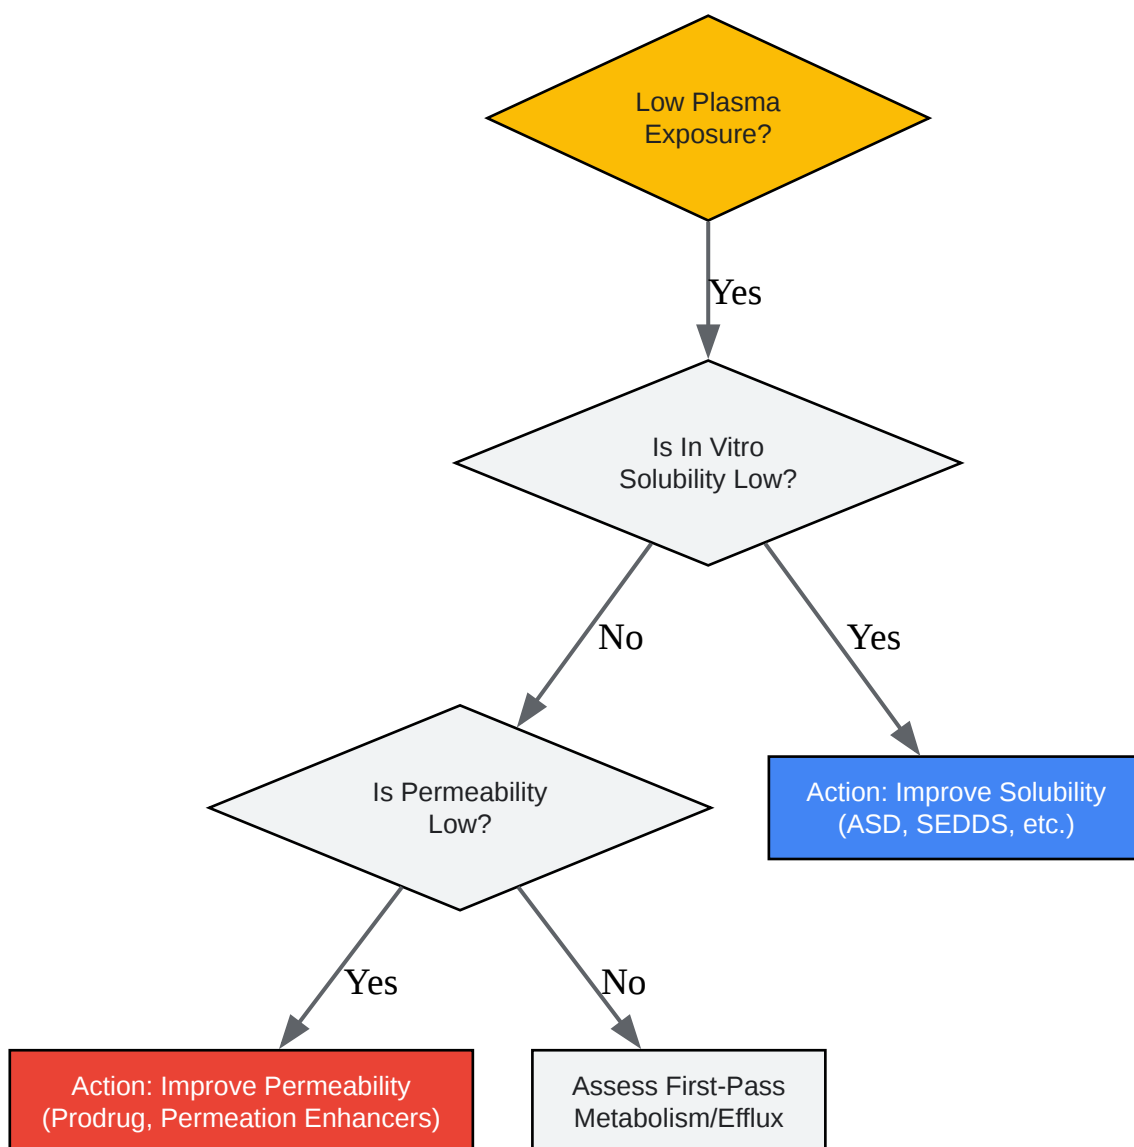 Low Plasma
Exposure?
Yes
Is In Vitro
Solubility Low?
No
Yes
Is Permeability
Low?
Action: Improve Solubility
(ASD, SEDDS, etc.)
Yes
No
Action: Improve Permeability
(Prodrug, Permeation Enhancers)
Assess First-Pass
Metabolism/Efflux